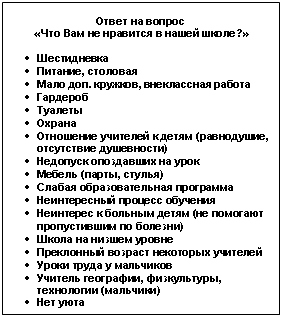 Ответ на вопрос
«Что Вам не нравится в нашей школе?»
• Шестидневка
• Питание, столовая
• Мало доп. кружков, внеклассная работа
• Гардероб
• Туалеты
• Охрана
• Отношение учителей к детям (равнодушие,
отсутствие душевности)
• Недопуск опоздавших на урок
• Мебель (парты, стулья)
• Слабая образовательная программа
• Неинтересный процесс обучения
• Неинтерес к больным детям (не помогают
пропустившим по болезни)
• Школа на низшем уровне
• Преклонный возраст некоторых учителей
• Уроки труда у мальчиков
• Учитель географии, физкультуры,
технологии (мальчики)
• Нет уюта